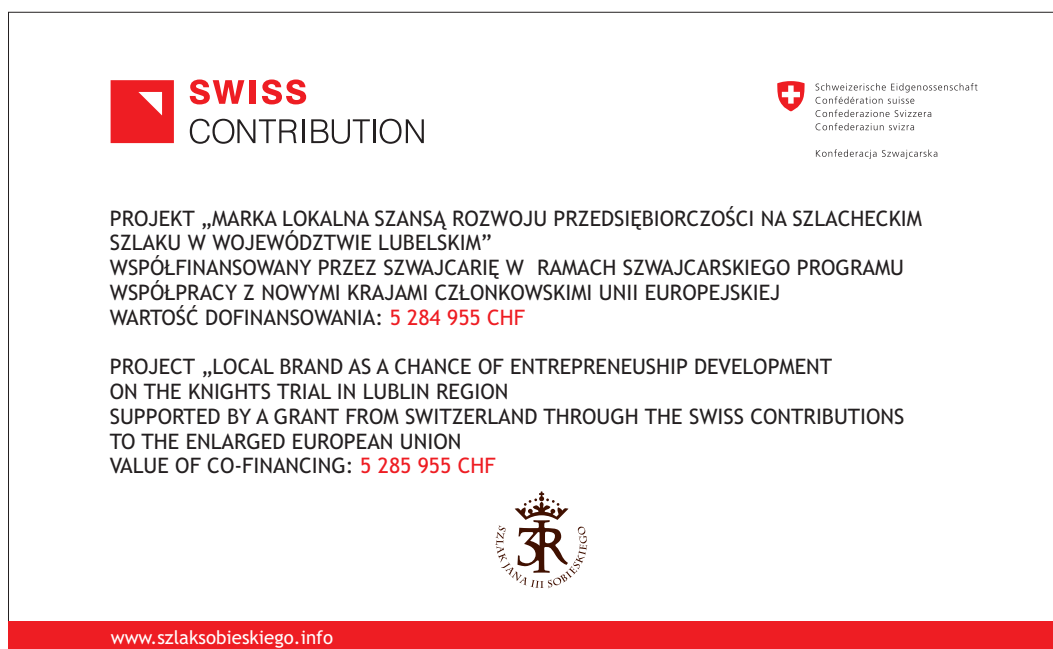 SWISS
CONTRIBUTION
Schweizerische Eidgenossenschaft
Confédération suisse
Confederazione Svizzera
Confederaziun svizra
Konfederacja Szwajcarska
PROJEKT „MARKA LOKALNA SZANSĄ ROZWOJU PRZEDSIĘBIORCZOŚCI NA SZLACHECKIM
SZLAKU W WOJEWÓDZTWIE LUBELSKIM”
WSPÓŁFINANSOWANY PRZEZ SZWAJCARIĘ W RAMACH SZWAJCARSKIEGO PROGRAMU
WSPÓŁPRACY Z NOWYMI KRAJAMI CZŁONKOWSKIMI UNII EUROPEJSKIEJ
WARTOŚĆ DOFINANSOWANIA: 5 284 955 CHF
PROJECT „LOCAL BRAND AS A CHANCE OF ENTREPRENEUSHIP DEVELOPMENT
ON THE KNIGHTS TRIAL IN LUBLIN REGION
SUPPORTED BY A GRANT FROM SWITZERLAND THROUGH THE SWISS CONTRIBUTIONS
TO THE ENLARGED EUROPEAN UNION
VALUE OF CO-FINANCING: 5 285 955 CHF
3R
SZLAK JANA III SOBIESKIEGO
www.szlaksobieskiego.info